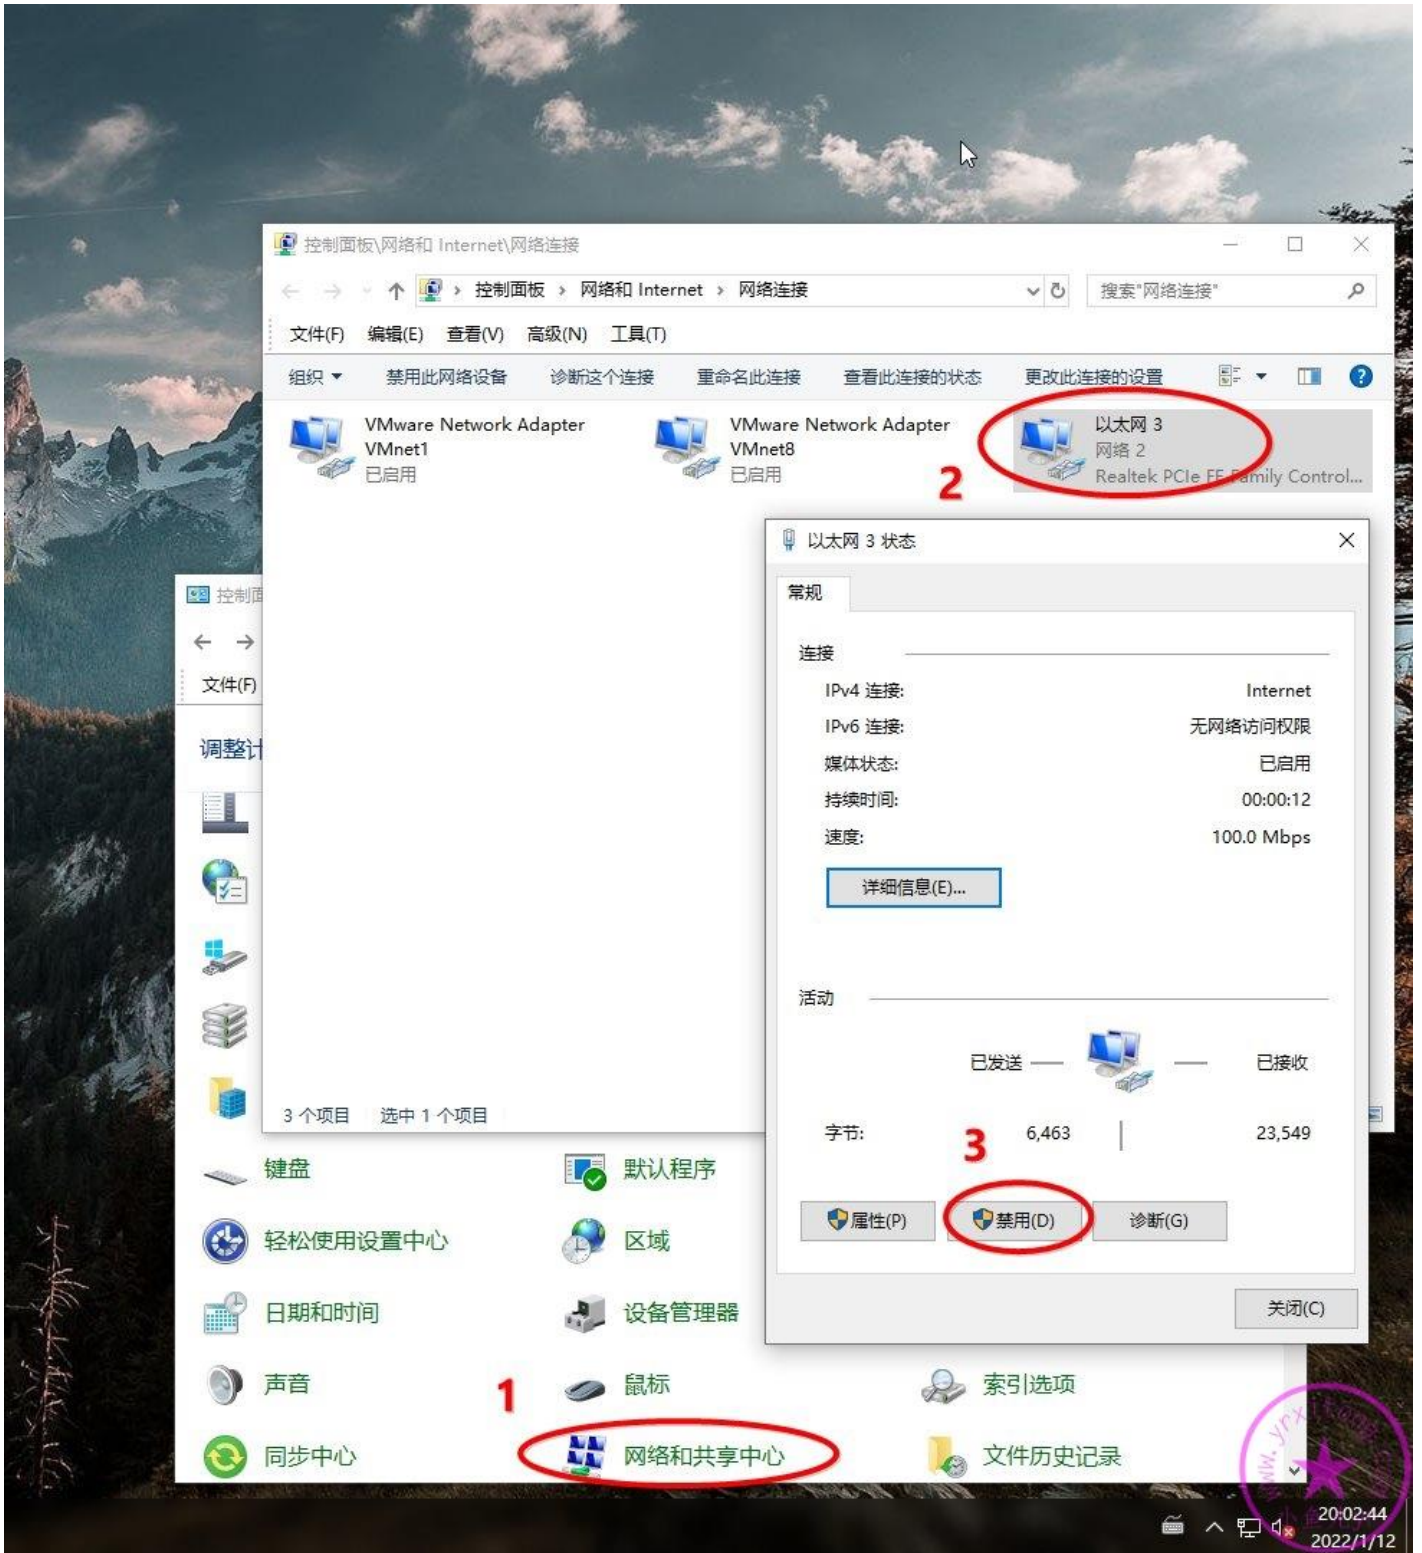 控制面板\网络和 Internet\网络连接
控制面板 › 网络和 Internet › 网络连接
搜索"网络连接"
文件(F) 编辑(E) 查看(V) 高级(N) 工具(T)
组织 禁用此网络设备 诊断这个连接 重命名此连接 查看此连接的状态 更改此连接的设置
VMware Network Adapter
VMnet1
已启用
VMware Network Adapter
VMnet8
已启用
以太网 3
网络 2
Realtek PCIe FE Family Control...
2
以太网 3 状态
常规
连接
IPv4 连接: Internet
IPv6 连接: 无网络访问权限
媒体状态: 已启用
持续时间: 00:00:12
速度: 100.0 Mbps
详细信息(E)...
活动
已发送 — — 已接收
字节: 6,463 23,549
3
属性(P) 禁用(D) 诊断(G)
关闭(C)
控制面
文件(F)
调整计
3 个项目 选中 1 个项目
键盘 默认程序
轻松使用设置中心 区域
日期和时间 设备管理器
声音 鼠标 索引选项
1
同步中心 网络和共享中心 文件历史记录
20:02:44
2022/1/12